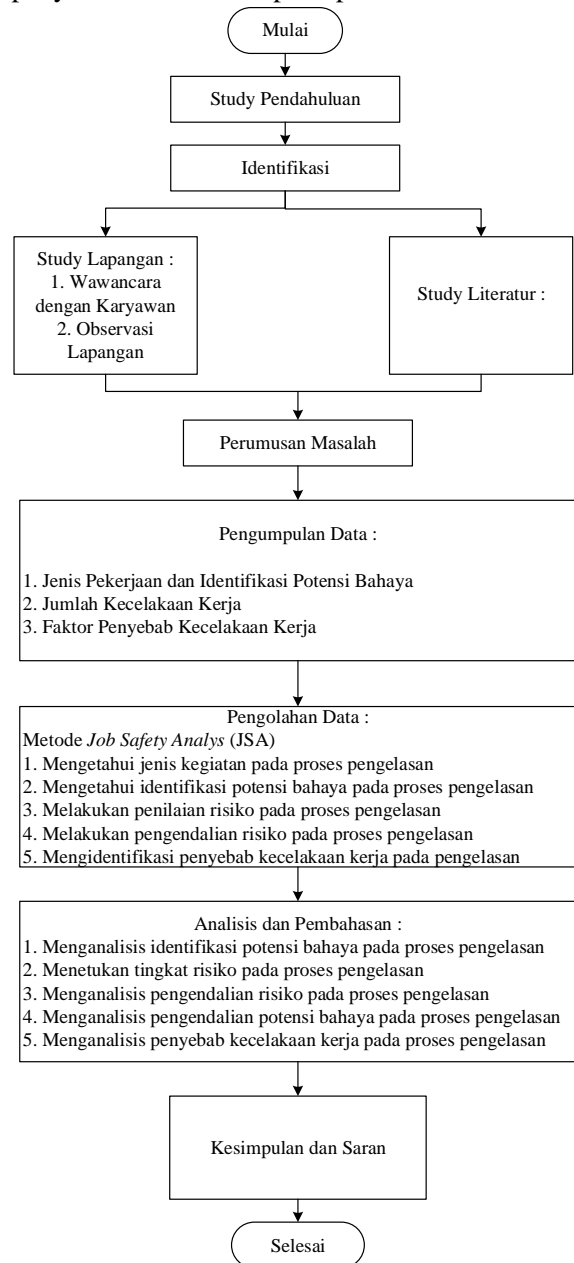 Mulai
Study Pendahuluan
Identifikasi
Study Lapangan :
1. Wawancara
dengan Karyawan
2. Observasi
Lapangan
Study Literatur :
Perumusan Masalah
Pengumpulan Data :
1. Jenis Pekerjaan dan Identifikasi Potensi Bahaya
2. Jumlah Kecelakaan Kerja
3. Faktor Penyebab Kecelakaan Kerja
Pengolahan Data :
Metode Job Safety Analys (JSA)
1. Mengetahui jenis kegiatan pada proses pengelasan
2. Mengetahui identifikasi potensi bahaya pada proses pengelasan
3. Melakukan penilaian risiko pada proses pengelasan
4. Melakukan pengendalian risiko pada proses pengelasan
5. Mengidentifikasi penyebab kecelakaan kerja pada pengelasan
Analisis dan Pembahasan :
1. Menganalisis identifikasi potensi bahaya pada proses pengelasan
2. Menetukan tingkat risiko pada proses pengelasan
3. Menganalisis pengendalian risiko pada proses pengelasan
4. Menganalisis pengendalian potensi bahaya pada proses pengelasan
5. Menganalisis penyebab kecelakaan kerja pada proses pengelasan
Kesimpulan dan Saran
Selesai